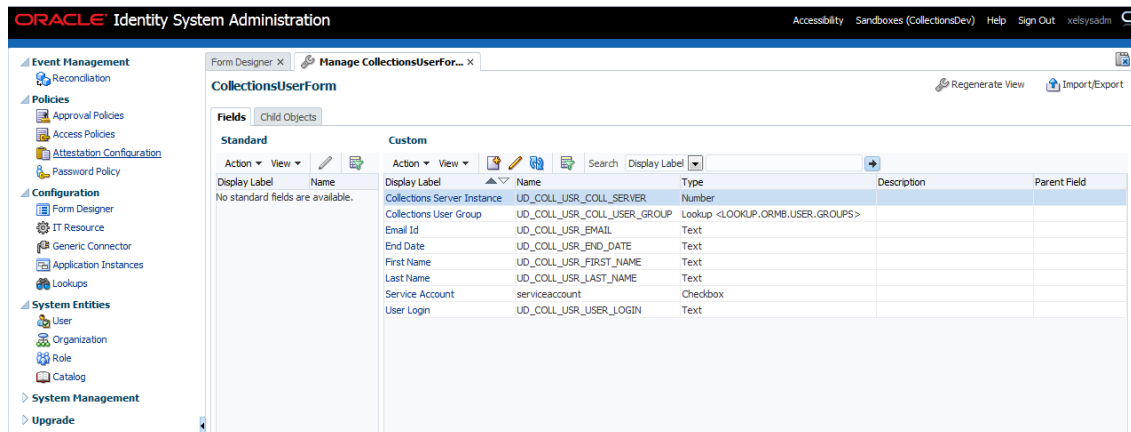 ORACLE Identity System Administration
Accessibility Sandboxes (CollectionsDev) Help Sign Out xelsysadm
Event Management
Reconciliation
Policies
Approval Policies
Access Policies
Attestation Configuration
Password Policy
Configuration
Form Designer
IT Resource
Generic Connector
Application Instances
Lookups
System Entities
User
Organization
Role
Catalog
System Management
Upgrade
Form Designer Manage CollectionsUserFor...
CollectionsUserForm
Regenerate View Import/Export
Fields Child Objects
Standard
Action View
Display Label Name
No standard fields are available.
Custom
Action View Search Display Label
Display Label Name Type Description Parent Field
Collections Server Instance UD_COLL_USR_COLL_SERVER Number
Collections User Group UD_COLL_USR_COLL_USER_GROUP Lookup <LOOKUP.ORMB.USER.GROUPS>
Email Id UD_COLL_USR_EMAIL Text
End Date UD_COLL_USR_END_DATE Text
First Name UD_COLL_USR_FIRST_NAME Text
Last Name UD_COLL_USR_LAST_NAME Text
Service Account serviceaccount Checkbox
User Login UD_COLL_USR_USER_LOGIN Text